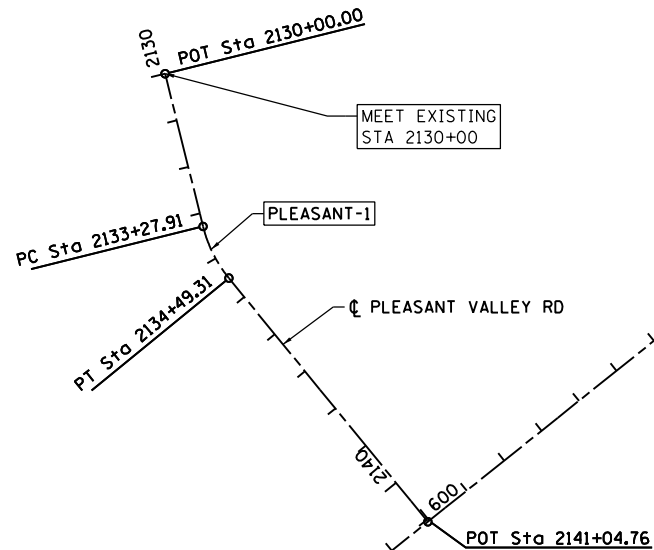 2130
POT Sta 2130+00.00
MEET EXISTING
STA 2130+00
PLEASANT-1
PC Sta 2133+27.91
PT Sta 2134+49.31
℄ PLEASANT VALLEY RD
2140
600
POT Sta 2141+04.76